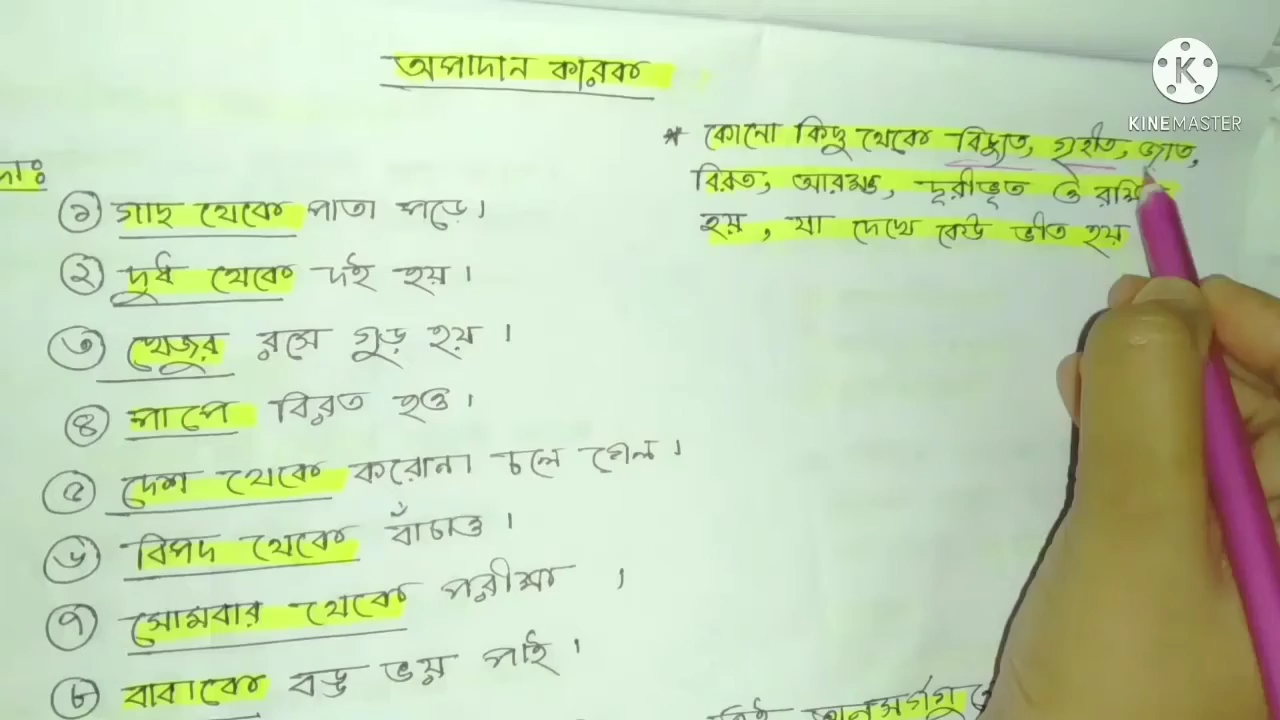 অপাদান কারক
KINEMASTER
* কোনো কিছু থেকে বিচ্যুত, গৃহীত, জাত,
বিরত, আরম্ভ, দূরীভূত ও
হয়, যা দেখে কেউ ভীত হয়
১ গাছ থেকে পাতা পড়ে।
২ দুধ থেকে দই হয়।
৩ খেজুর রসে গুড় হয়।
৪ পাপে বিরত হও।
৫ দেশ থেকে করোনা চলে গেল।
৬ বিপদ থেকে বাঁচাও।
৭ সোমবার থেকে পরীক্ষা ।
৮ বাবাকে বড্ড ভয় পাই।